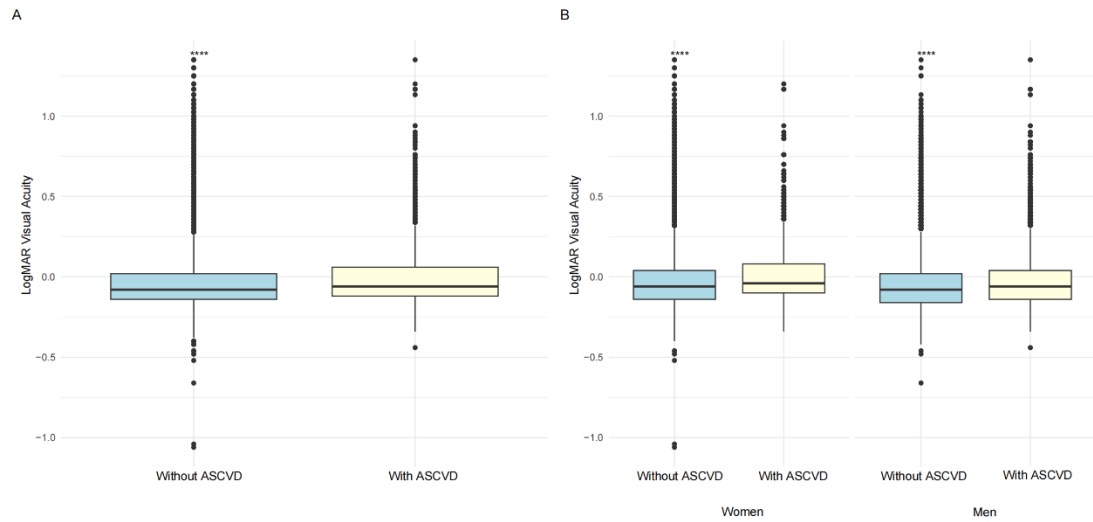 A
****
LogMAR Visual Acuity
1.0
0.5
0.0
−0.5
−1.0
Without ASCVD
With ASCVD
B
****
****
LogMAR Visual Acuity
1.0
0.5
0.0
−0.5
−1.0
Without ASCVD
With ASCVD
Without ASCVD
With ASCVD
Women
Men